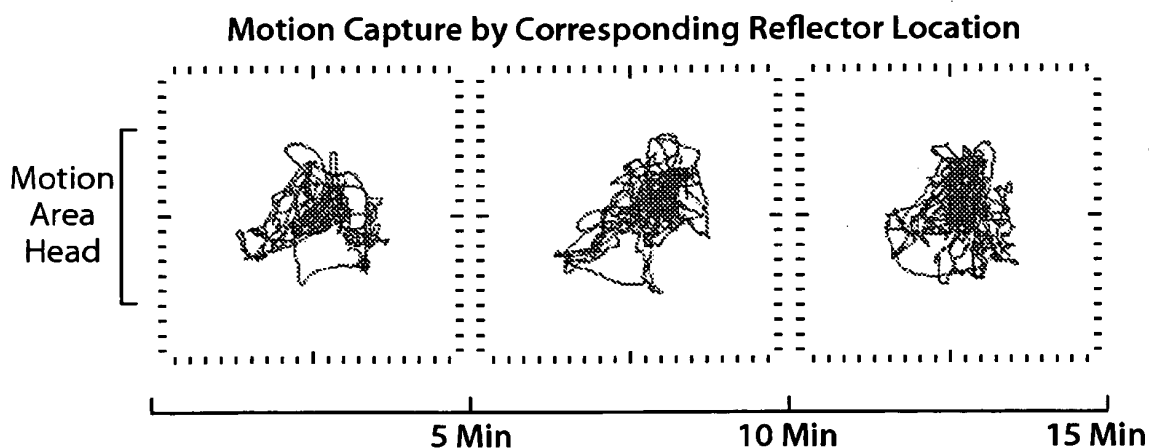 Motion Capture by Corresponding Reflector Location
Motion
Area
Head
5 Min
10 Min
15 Min